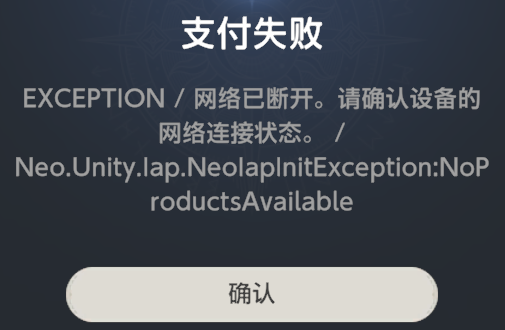 支付失败
EXCEPTION / 网络已断开。请确认设备的
网络连接状态。 /
Neo.Unity.Iap.NeoIapInitException:NoP
roductsAvailable
确认